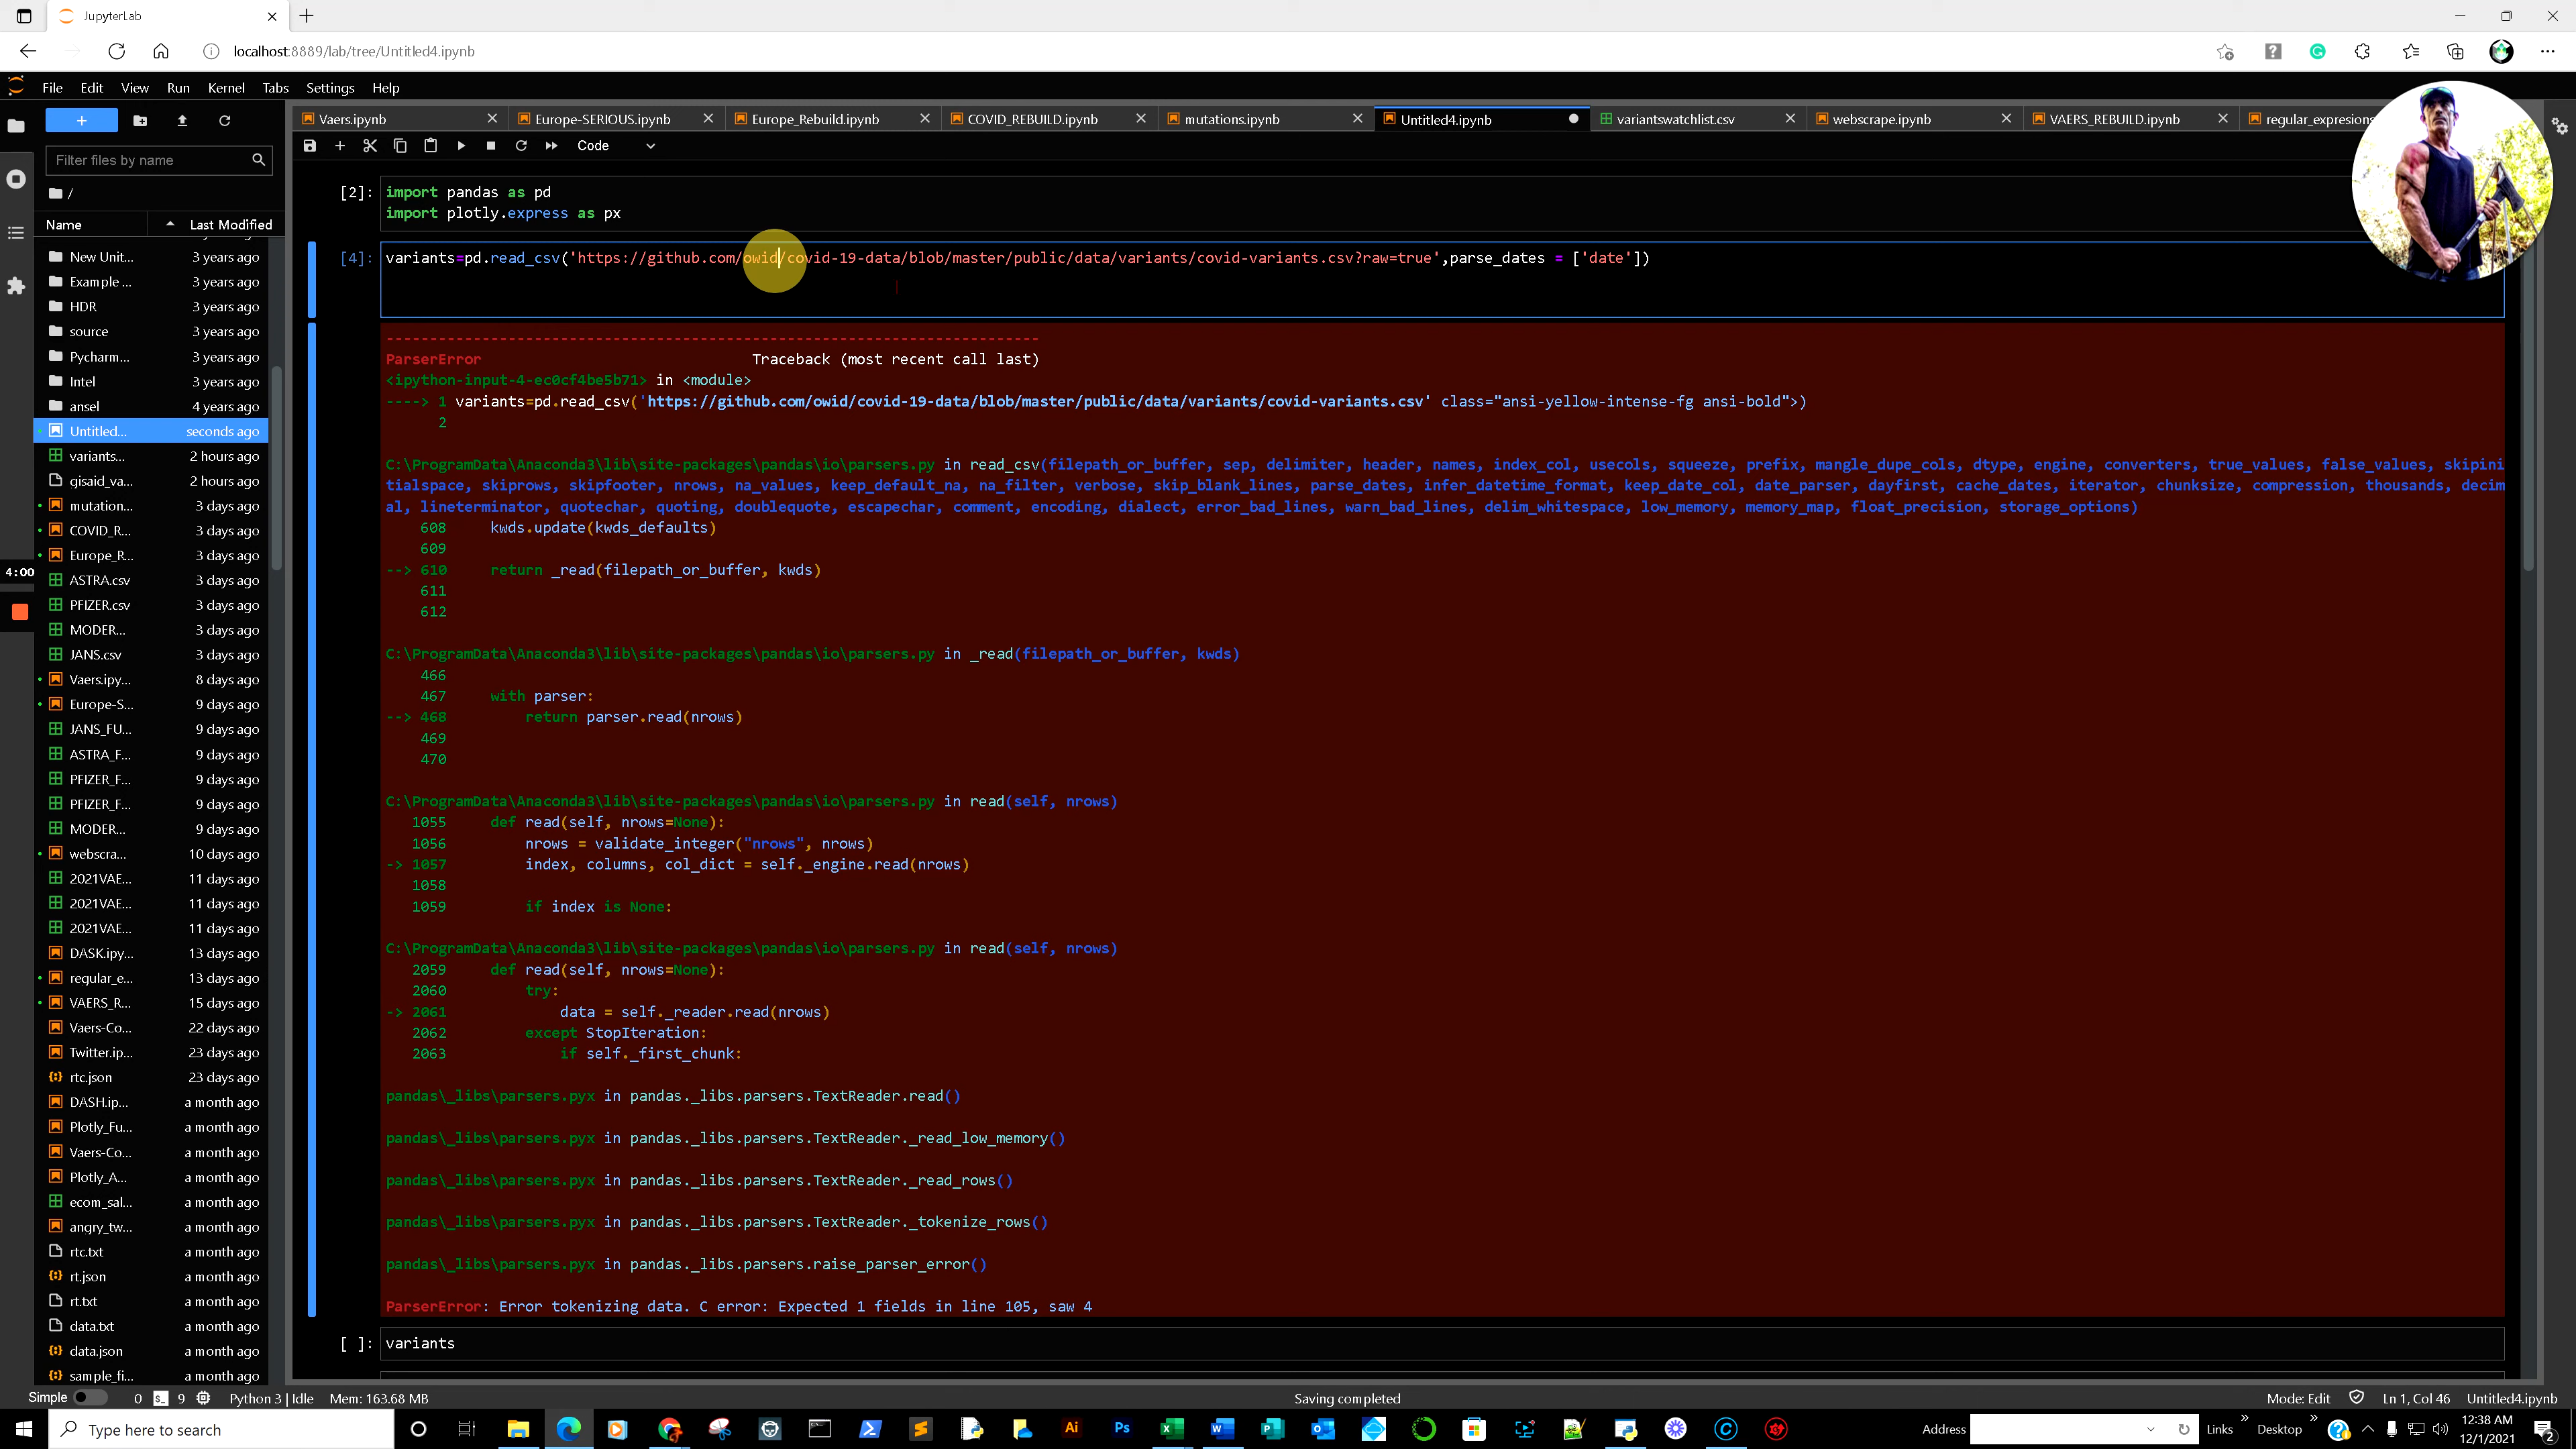 JupyterLab
localhost:8889/lab/tree/Untitled4.ipynb
File Edit View Run Kernel Tabs Settings Help
Vaers.ipynb Europe-SERIOUS.ipynb Europe_Rebuild.ipynb COVID_REBUILD.ipynb mutations.ipynb Untitled4.ipynb variantswatchlist.csv webscrape.ipynb VAERS_REBUILD.ipynb regular_expresions
Code
Filter files by name
/
Name Last Modified
New Unit... 3 years ago
Example ... 3 years ago
HDR 3 years ago
source 3 years ago
Pycharm... 3 years ago
Intel 3 years ago
ansel 4 years ago
Untitled... seconds ago
variants... 2 hours ago
gisaid_va... 2 hours ago
mutation... 3 days ago
COVID_R... 3 days ago
Europe_R... 3 days ago
4:00
ASTRA.csv 3 days ago
PFIZER.csv 3 days ago
MODER... 3 days ago
JANS.csv 3 days ago
Vaers.ipy... 8 days ago
Europe-S... 9 days ago
JANS_FU... 9 days ago
ASTRA_F... 9 days ago
PFIZER_F... 9 days ago
PFIZER_F... 9 days ago
MODER... 9 days ago
webscra... 10 days ago
2021VAE... 11 days ago
2021VAE... 11 days ago
2021VAE... 11 days ago
DASK.ipy... 13 days ago
regular_e... 13 days ago
VAERS_R... 15 days ago
Vaers-Co... 22 days ago
Twitter.ip... 23 days ago
rtc.json 23 days ago
DASH.ip... a month ago
Plotly_Fu... a month ago
Vaers-Co... a month ago
Plotly_A... a month ago
ecom_sal... a month ago
angry_tw... a month ago
rtc.txt a month ago
rt.json a month ago
rt.txt a month ago
data.txt a month ago
data.json a month ago
sample_fi... a month ago
[2]: import pandas as pd
import plotly.express as px
[4]: variants=pd.read_csv('https://github.com/owid/covid-19-data/blob/master/public/data/variants/covid-variants.csv?raw=true',parse_dates = ['date'])
---------------------------------------------------------------------------
ParserError Traceback (most recent call last)
<ipython-input-4-ec0cf4be5b71> in <module>
----> 1 variants=pd.read_csv('https://github.com/owid/covid-19-data/blob/master/public/data/variants/covid-variants.csv' class="ansi-yellow-intense-fg ansi-bold">)
2
C:\ProgramData\Anaconda3\lib\site-packages\pandas\io\parsers.py in read_csv(filepath_or_buffer, sep, delimiter, header, names, index_col, usecols, squeeze, prefix, mangle_dupe_cols, dtype, engine, converters, true_values, false_values, skipini
tialspace, skiprows, skipfooter, nrows, na_values, keep_default_na, na_filter, verbose, skip_blank_lines, parse_dates, infer_datetime_format, keep_date_col, date_parser, dayfirst, cache_dates, iterator, chunksize, compression, thousands, decim
al, lineterminator, quotechar, quoting, doublequote, escapechar, comment, encoding, dialect, error_bad_lines, warn_bad_lines, delim_whitespace, low_memory, memory_map, float_precision, storage_options)
608 kwds.update(kwds_defaults)
609
--> 610 return _read(filepath_or_buffer, kwds)
611
612
C:\ProgramData\Anaconda3\lib\site-packages\pandas\io\parsers.py in _read(filepath_or_buffer, kwds)
466
467 with parser:
--> 468 return parser.read(nrows)
469
470
C:\ProgramData\Anaconda3\lib\site-packages\pandas\io\parsers.py in read(self, nrows)
1055 def read(self, nrows=None):
1056 nrows = validate_integer("nrows", nrows)
-> 1057 index, columns, col_dict = self._engine.read(nrows)
1058
1059 if index is None:
C:\ProgramData\Anaconda3\lib\site-packages\pandas\io\parsers.py in read(self, nrows)
2059 def read(self, nrows=None):
2060 try:
-> 2061 data = self._reader.read(nrows)
2062 except StopIteration:
2063 if self._first_chunk:
pandas\_libs\parsers.pyx in pandas._libs.parsers.TextReader.read()
pandas\_libs\parsers.pyx in pandas._libs.parsers.TextReader._read_low_memory()
pandas\_libs\parsers.pyx in pandas._libs.parsers.TextReader._read_rows()
pandas\_libs\parsers.pyx in pandas._libs.parsers.TextReader._tokenize_rows()
pandas\_libs\parsers.pyx in pandas._libs.parsers.raise_parser_error()
ParserError: Error tokenizing data. C error: Expected 1 fields in line 105, saw 4
[ ]: variants
Simple 0 9 Python 3 | Idle Mem: 163.68 MB Saving completed Mode: Edit Ln 1, Col 46 Untitled4.ipynb
Type here to search
Ai Ps
Address Links » Desktop »
12:38 AM
12/1/2021
2